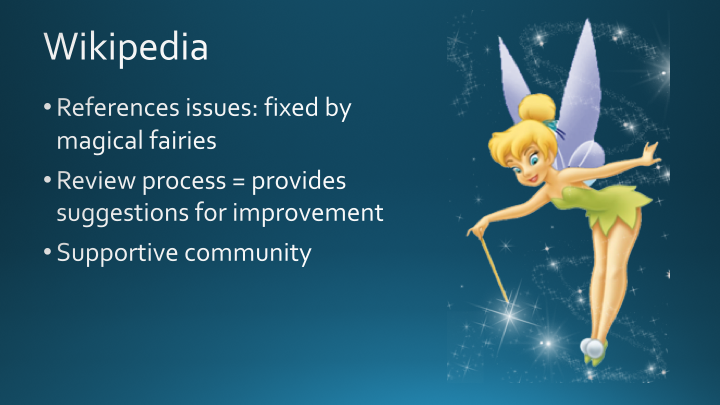 Wikipedia
• References issues: fixed by
magical fairies
• Review process = provides
suggestions for improvement
• Supportive community